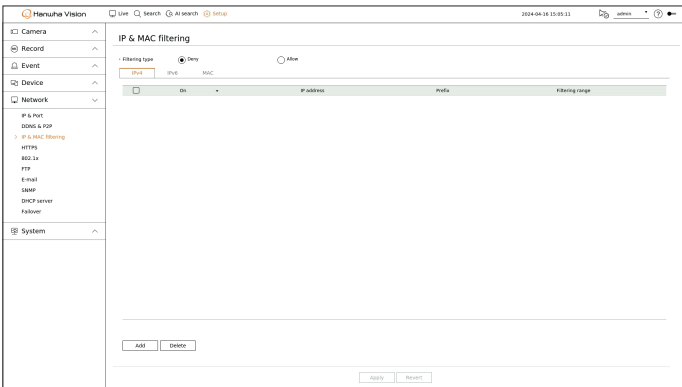 Hanwha Vision
Live Search AI search Setup
2024-04-16 15:05:11
admin
?
Camera
Record
Event
Device
Network
IP & Port
DDNS & P2P
IP & MAC filtering
HTTPS
802.1x
FTP
E-mail
SNMP
DHCP server
Failover
System
IP & MAC filtering
Filtering type Deny Allow
IPv4 IPv6 MAC
On IP address Prefix Filtering range
Add Delete
Apply Revert